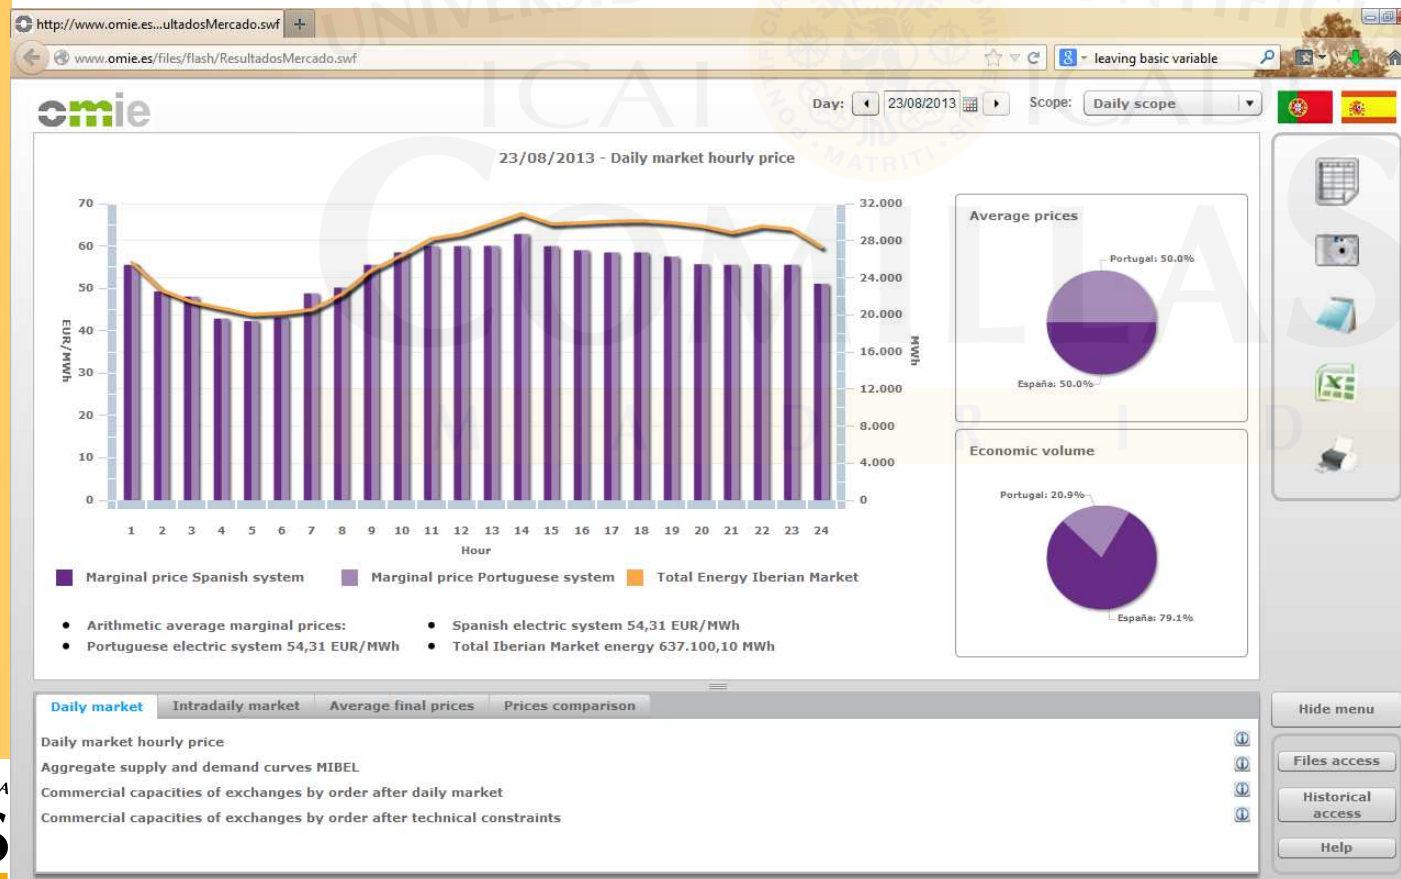 http://www.omie.es...ultadosMercado.swf +
www.omie.es/files/flash/ResultadosMercado.swf
8 leaving basic variable
omie
Day: 23/08/2013 Scope: Daily scope
23/08/2013 - Daily market hourly price
70 32.000
60 28.000
50 24.000
40 20.000
30 16.000
20 12.000
10 8.000
0 4.000
0
EUR/MWh
MWh
1 2 3 4 5 6 7 8 9 10 11 12 13 14 15 16 17 18 19 20 21 22 23 24
Hour
Marginal price Spanish system Marginal price Portuguese system Total Energy Iberian Market
• Arithmetic average marginal prices: • Spanish electric system 54,31 EUR/MWh
• Portuguese electric system 54,31 EUR/MWh • Total Iberian Market energy 637.100,10 MWh
Average prices
Portugal: 50.0%
España: 50.0%
Economic volume
Portugal: 20.9%
España: 79.1%
Daily market Intradaily market Average final prices Prices comparison
Daily market hourly price
Aggregate supply and demand curves MIBEL
Commercial capacities of exchanges by order after daily market
Commercial capacities of exchanges by order after technical constraints
Hide menu
Files access
Historical
access
Help
ICAI ICADE
COMILLAS
M A D R I D
A
S